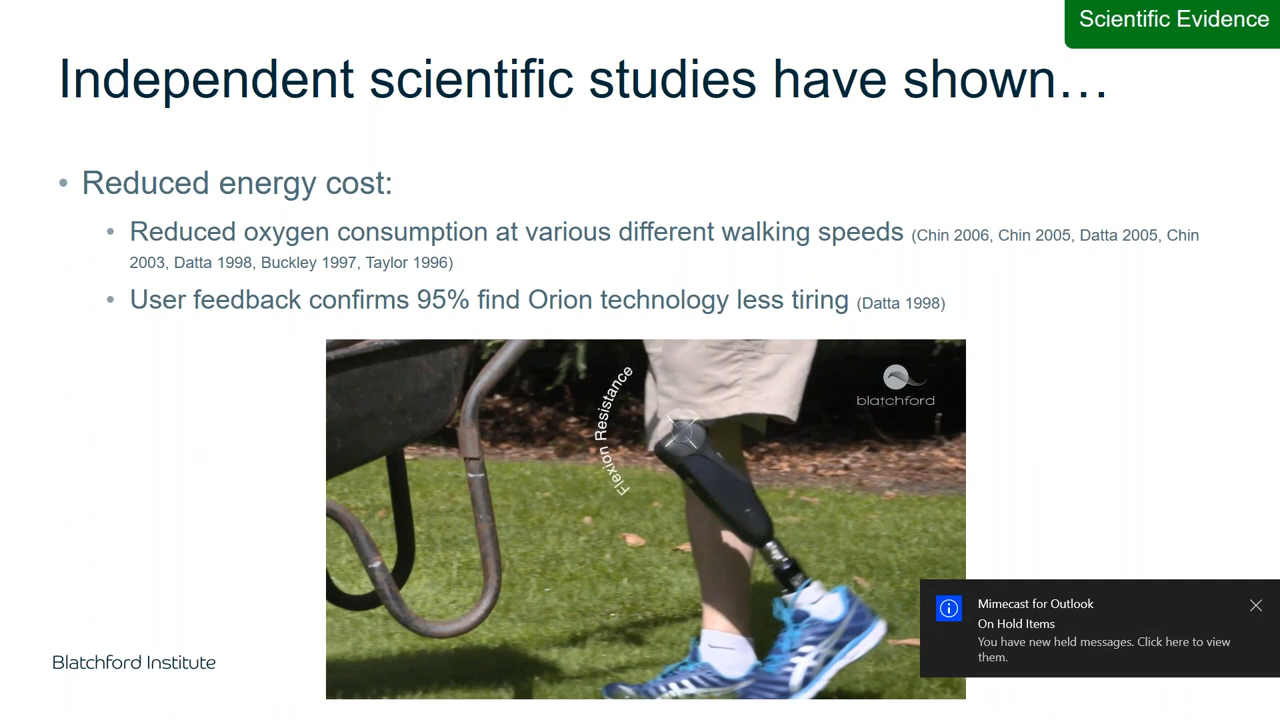 Scientific Evidence
Independent scientific studies have shown…
• Reduced energy cost:
• Reduced oxygen consumption at various different walking speeds (Chin 2006, Chin 2005, Datta 2005, Chin
2003, Datta 1998, Buckley 1997, Taylor 1996)
• User feedback confirms 95% find Orion technology less tiring (Datta 1998)
Flexion Resistance
blatchford
Mimecast for Outlook
On Hold Items
You have new held messages. Click here to view
them.
Blatchford Institute